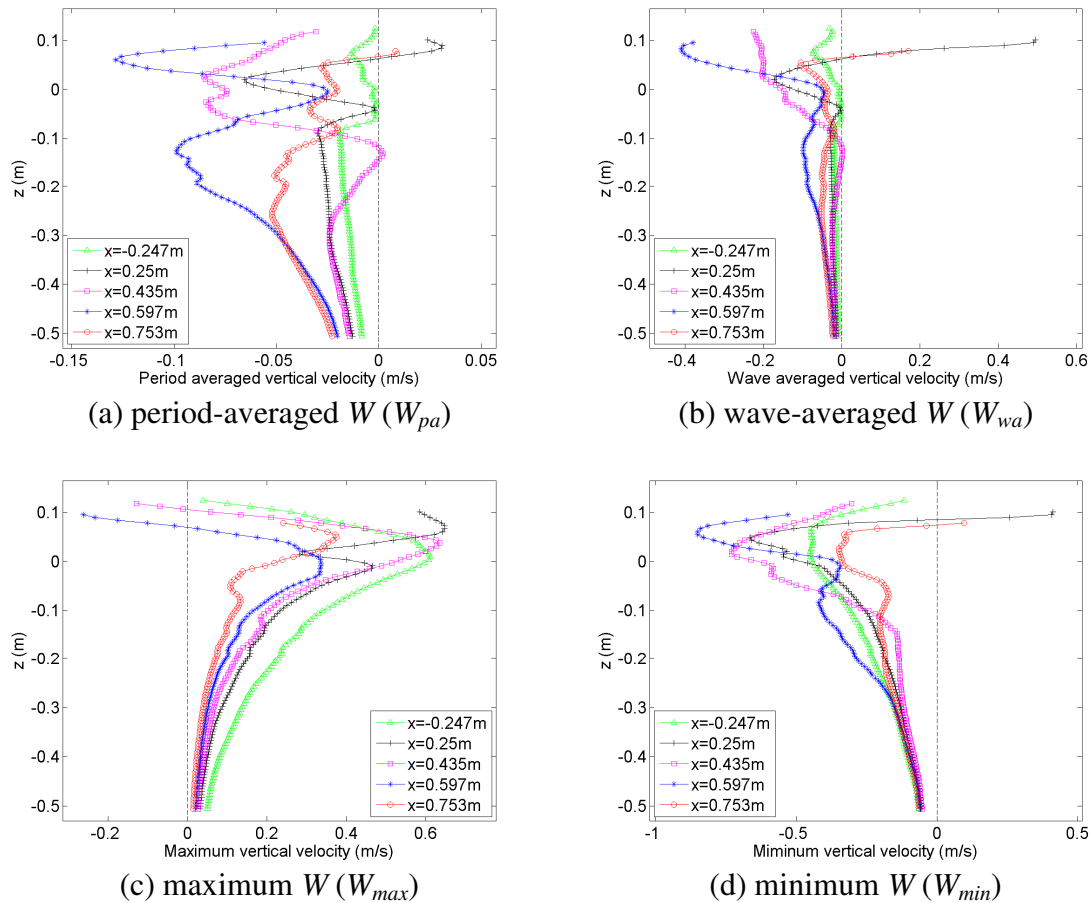 0.1
0
-0.1
-0.2
-0.3
-0.4
-0.5
z (m)
x=-0.247m
x=0.25m
x=0.435m
x=0.597m
x=0.753m
-0.15 -0.1 -0.05 0 0.05
Period averaged vertical velocity (m/s)
(a) period-averaged W (Wpa)
0.1
0
-0.1
-0.2
-0.3
-0.4
-0.5
z (m)
x=-0.247m
x=0.25m
x=0.435m
x=0.597m
x=0.753m
-0.4 -0.2 0 0.2 0.4 0.6
Wave averaged vertical velocity (m/s)
(b) wave-averaged W (Wwa)
0.1
0
-0.1
-0.2
-0.3
-0.4
-0.5
z (m)
x=-0.247m
x=0.25m
x=0.435m
x=0.597m
x=0.753m
-0.2 0 0.2 0.4 0.6
Maximum vertical velocity (m/s)
(c) maximum W (Wmax)
0.1
0
-0.1
-0.2
-0.3
-0.4
-0.5
z (m)
x=-0.247m
x=0.25m
x=0.435m
x=0.597m
x=0.753m
-1 -0.5 0 0.5
Miminum vertical velocity (m/s)
(d) minimum W (Wmin)